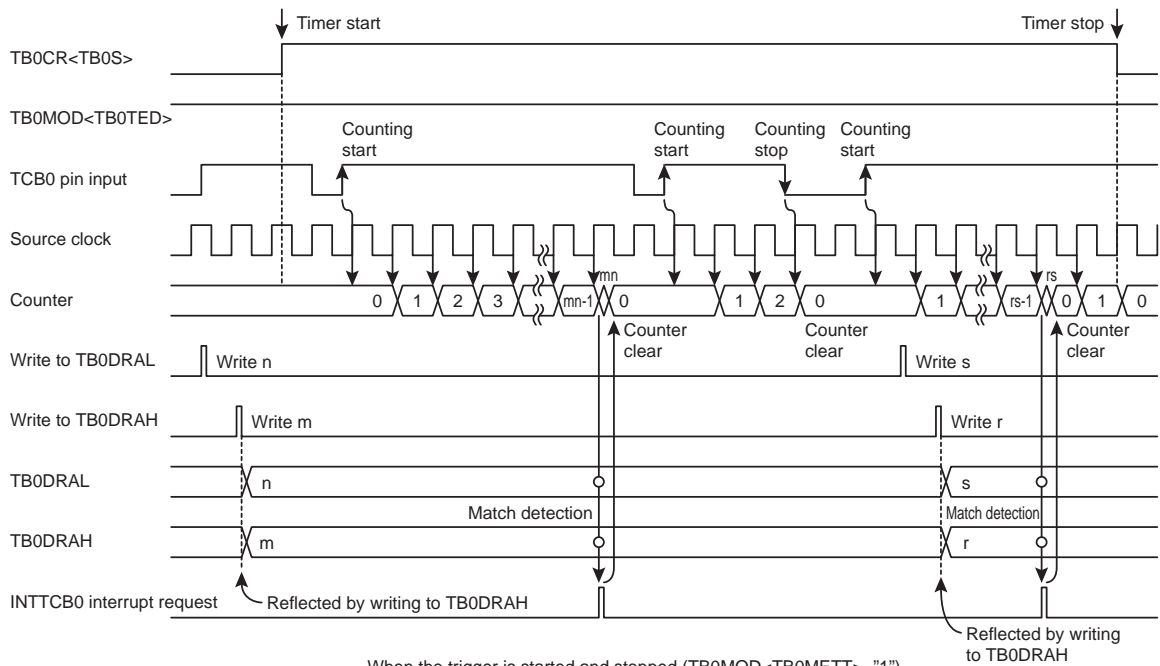 Timer start
Timer stop
TB0CR<TB0S>
TB0MOD<TB0TED>
Counting start
Counting start
Counting stop
Counting start
TCB0 pin input
Source clock
Counter
0 1 2 3 mn-1 mn 0 1 2 0 1 rs-1 rs 0 1 0
Counter clear
Counter clear
Counter clear
Write to TB0DRAL
Write n
Write s
Write to TB0DRAH
Write m
Write r
TB0DRAL
n
s
Match detection
Match detection
TB0DRAH
m
r
INTTCB0 interrupt request
Reflected by writing to TB0DRAH
Reflected by writing
to TB0DRAH